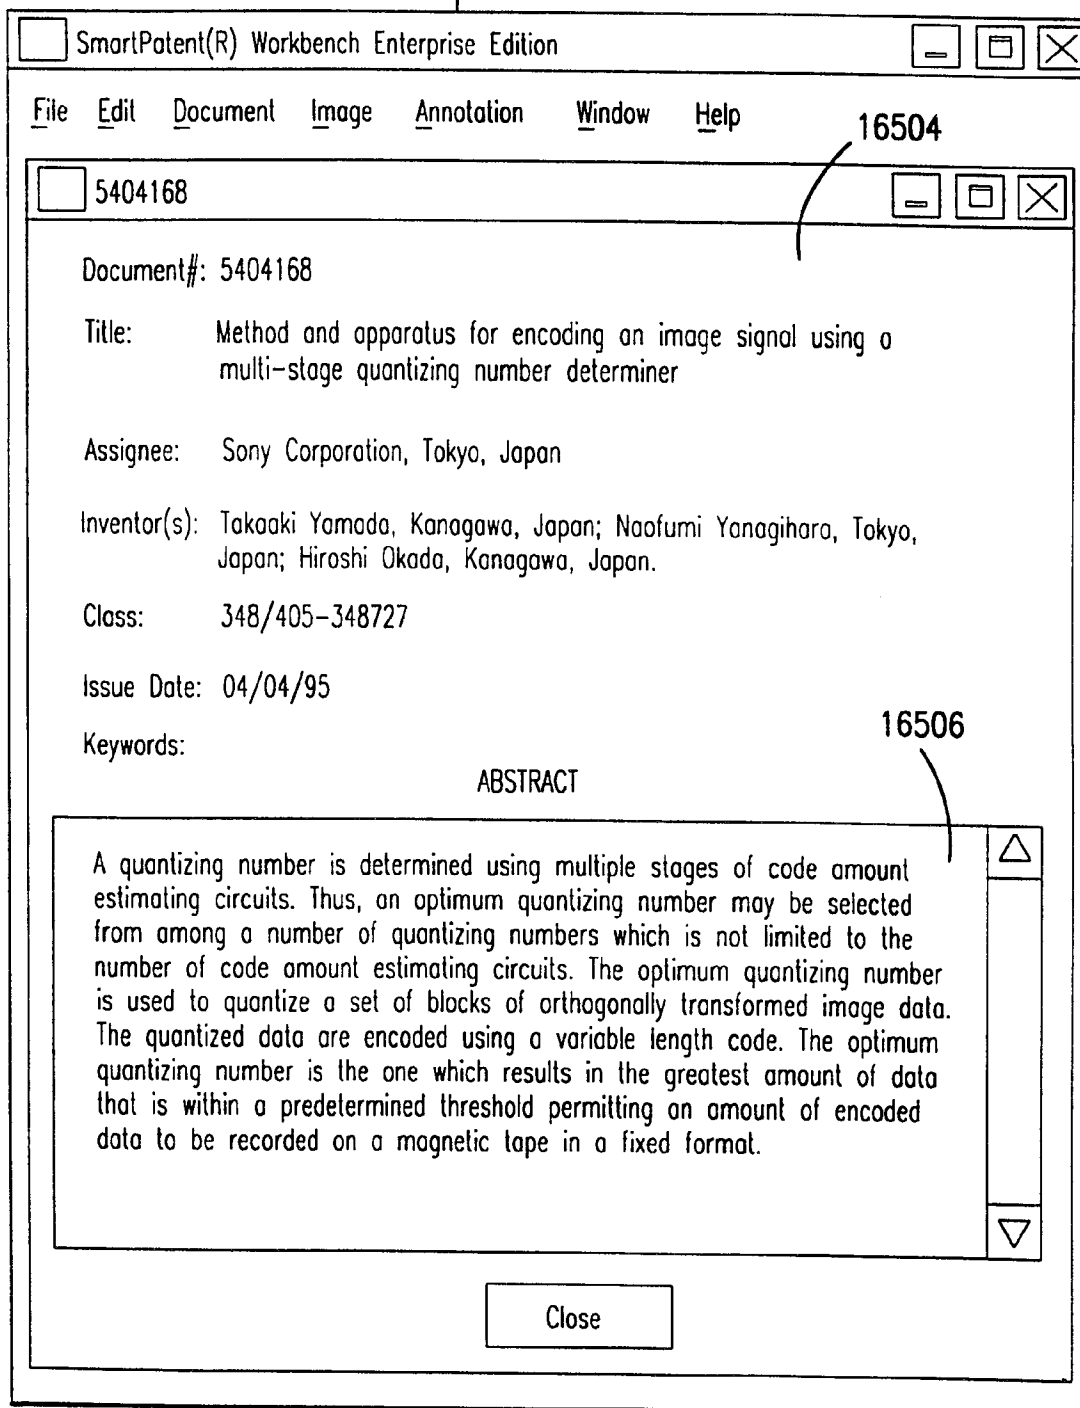 SmartPatent(R) Workbench Enterprise Edition
File Edit Document Image Annotation Window Help
16504
5404168
Document#: 5404168
Title: Method and apparatus for encoding an image signal using a
multi-stage quantizing number determiner
Assignee: Sony Corporation, Tokyo, Japan
Inventor(s): Takaaki Yamada, Kanagawa, Japan; Naofumi Yanagihara, Tokyo,
Japan; Hiroshi Okada, Kanagawa, Japan.
Class: 348/405-348727
Issue Date: 04/04/95
Keywords:
16506
ABSTRACT
A quantizing number is determined using multiple stages of code amount
estimating circuits. Thus, an optimum quantizing number may be selected
from among a number of quantizing numbers which is not limited to the
number of code amount estimating circuits. The optimum quantizing number
is used to quantize a set of blocks of orthogonally transformed image data.
The quantized data are encoded using a variable length code. The optimum
quantizing number is the one which results in the greatest amount of data
that is within a predetermined threshold permitting an amount of encoded
data to be recorded on a magnetic tape in a fixed format.
Close